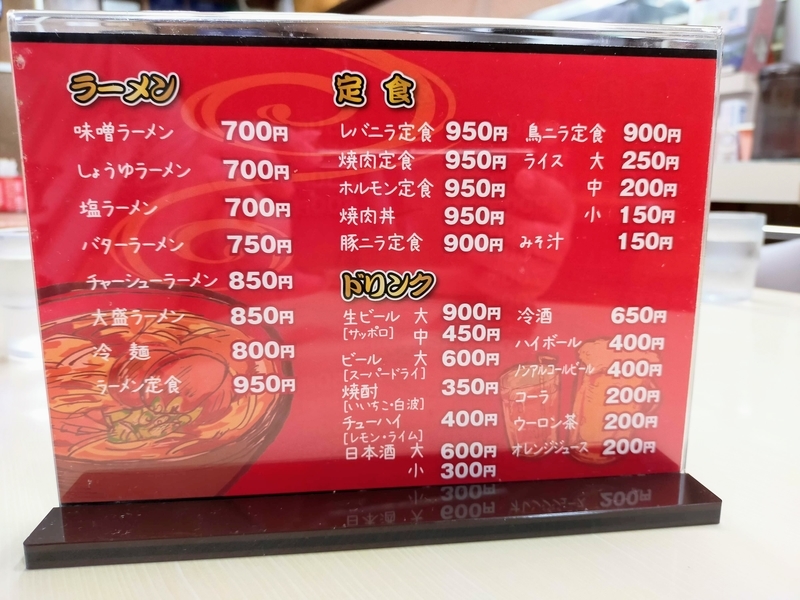 ラーメン
味噌ラーメン 700円
しょうゆラーメン 700円
塩ラーメン 700円
バターラーメン 750円
チャーシューラーメン 850円
大盛ラーメン 850円
冷麺 800円
ラーメン定食 950円
定食
レバニラ定食 950円
焼肉定食 950円
ホルモン定食 950円
焼肉丼 950円
豚ニラ定食 900円
鳥ニラ定食 900円
ライス 大 250円
中 200円
小 150円
みそ汁 150円
ドリンク
生ビール 大 900円
[サッポロ] 中 450円
ビール 大 600円
[スーパードライ]
焼酎 350円
[いいちこ・白波]
チューハイ 400円
[レモン・ライム]
日本酒 大 600円
小 300円
冷酒 650円
ハイボール 400円
ノンアルコールビール 400円
コーラ 200円
ウーロン茶 200円
オレンジジュース 200円